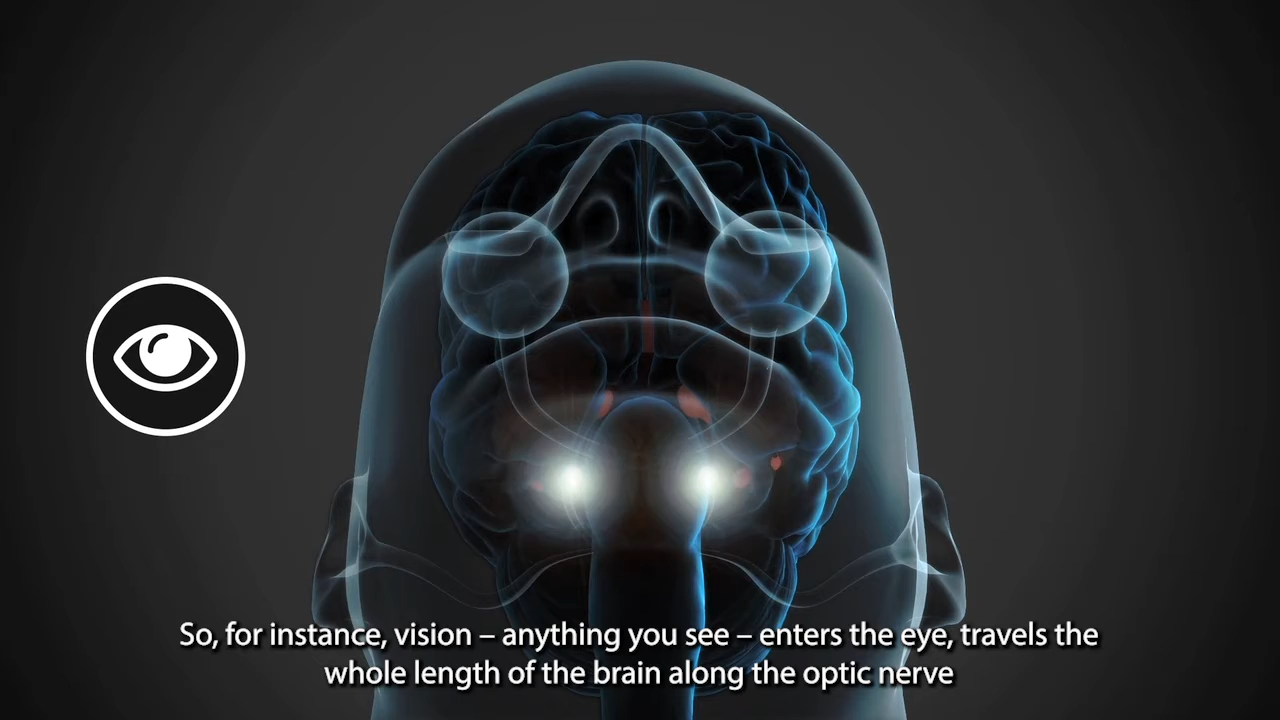 So, for instance, vision – anything you see – enters the eye, travels the
whole length of the brain along the optic nerve